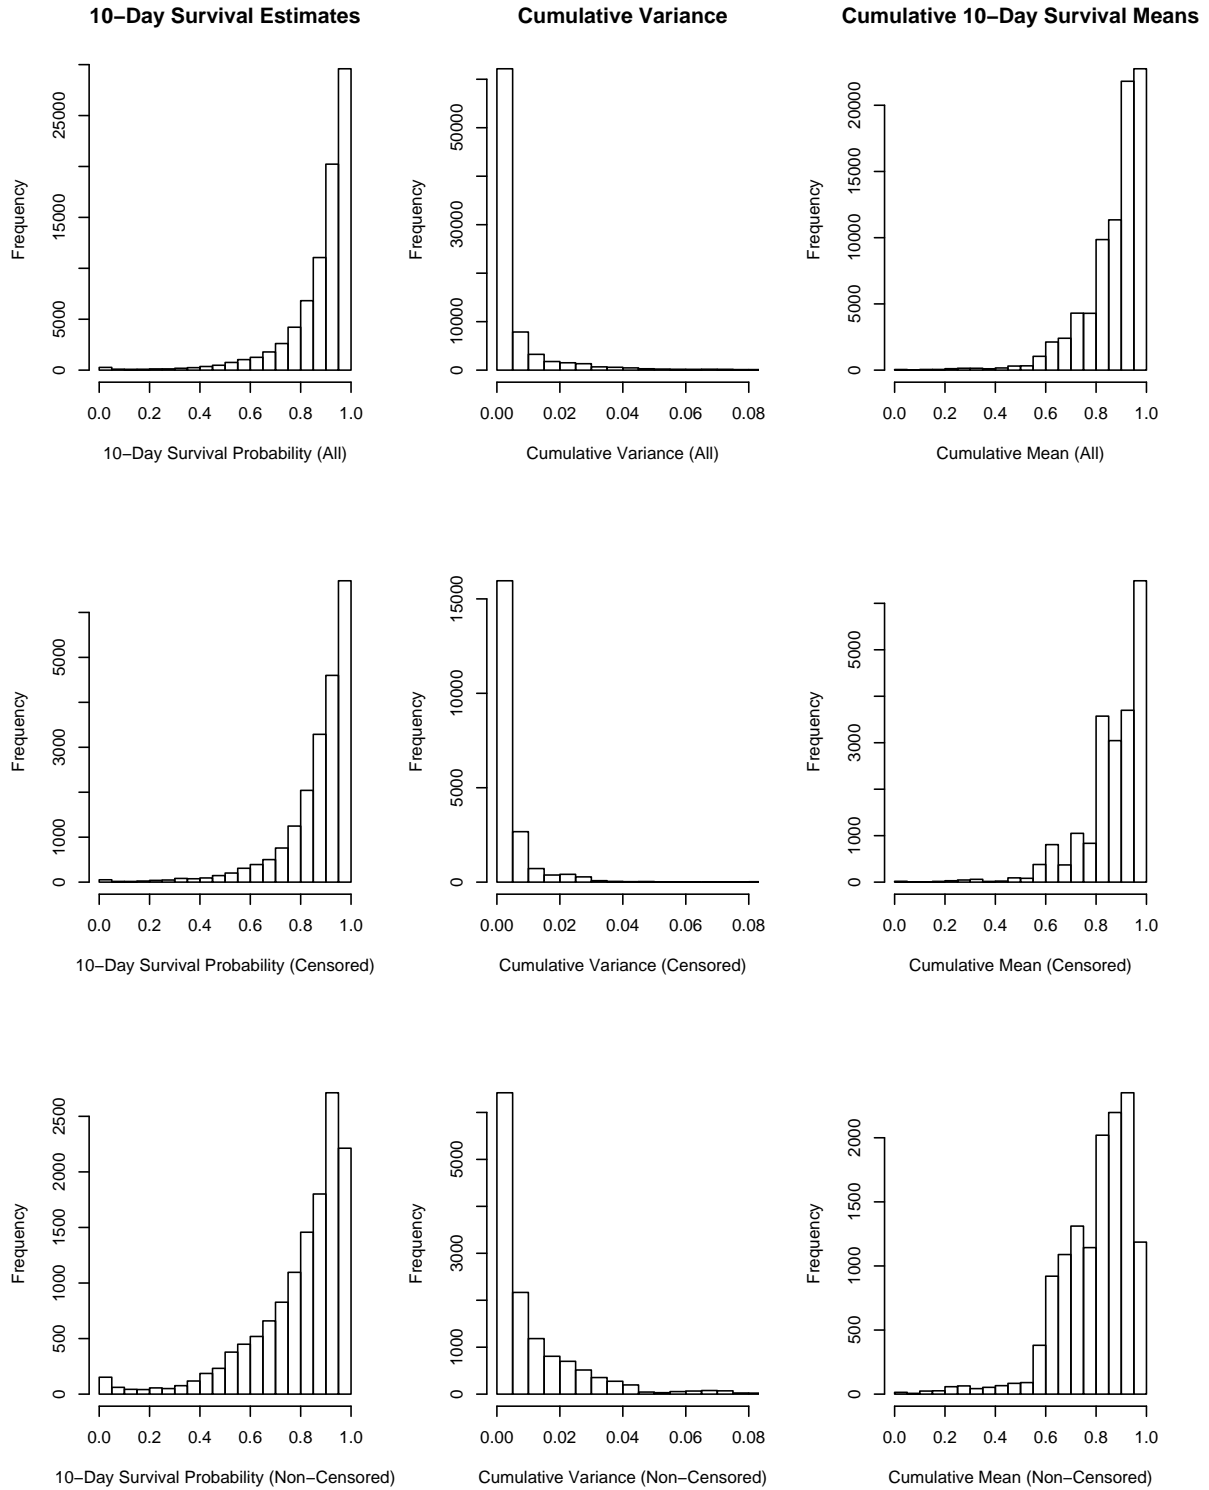 10−Day Survival Estimates
Cumulative Variance
Cumulative 10−Day Survival Means
Frequency
0
5000
15000
25000
0.0 0.2 0.4 0.6 0.8 1.0
10−Day Survival Probability (All)
Frequency
0
10000
30000
50000
0.00 0.02 0.04 0.06 0.08
Cumulative Variance (All)
Frequency
0
5000
10000
15000
20000
0.0 0.2 0.4 0.6 0.8 1.0
Cumulative Mean (All)
Frequency
0
1000
3000
5000
0.0 0.2 0.4 0.6 0.8 1.0
10−Day Survival Probability (Censored)
Frequency
0
5000
10000
15000
0.00 0.02 0.04 0.06 0.08
Cumulative Variance (Censored)
Frequency
0
1000
3000
5000
0.0 0.2 0.4 0.6 0.8 1.0
Cumulative Mean (Censored)
Frequency
0
500
1000
1500
2000
2500
0.0 0.2 0.4 0.6 0.8 1.0
10−Day Survival Probability (Non−Censored)
Frequency
0
1000
3000
5000
0.00 0.02 0.04 0.06 0.08
Cumulative Variance (Non−Censored)
Frequency
0
500
1000
1500
2000
0.0 0.2 0.4 0.6 0.8 1.0
Cumulative Mean (Non−Censored)